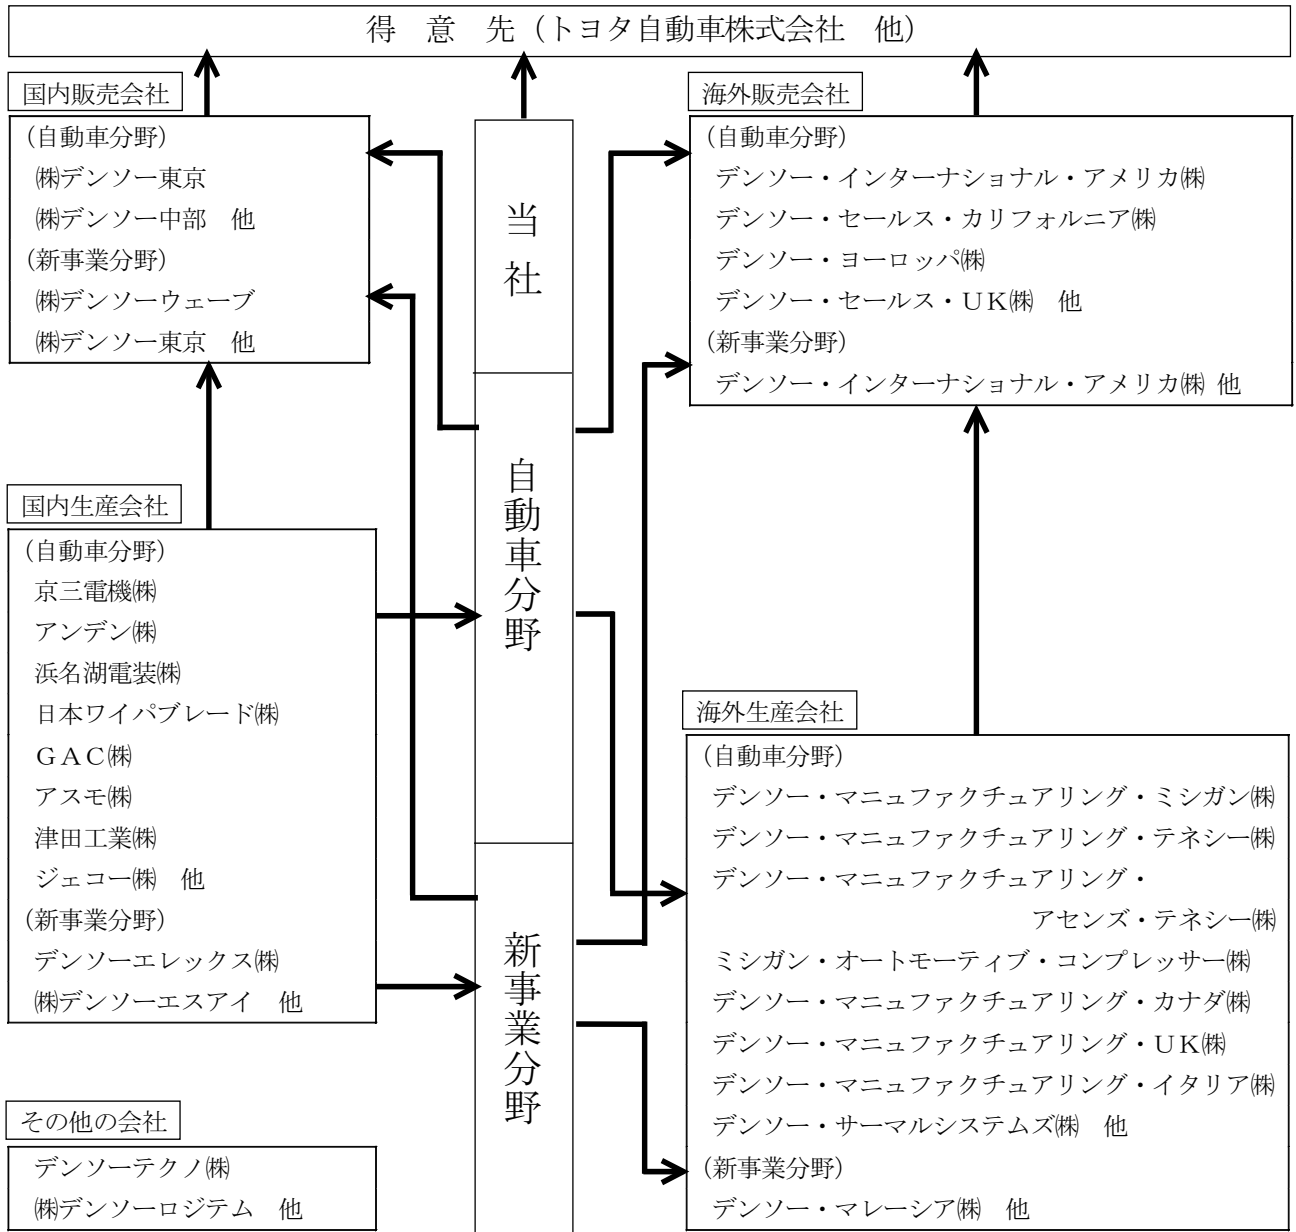 得　意　先（トヨタ自動車株式会社　他）
国内販売会社
（自動車分野）
㈱デンソー東京
㈱デンソー中部　他
（新事業分野）
㈱デンソーウェーブ
㈱デンソー東京　他
国内生産会社
（自動車分野）
京三電機㈱
アンデン㈱
浜名湖電装㈱
日本ワイパブレード㈱
ＧＡＣ㈱
アスモ㈱
津田工業㈱
ジェコー㈱　他
（新事業分野）
デンソーエレックス㈱
㈱デンソーエスアイ　他
その他の会社
デンソーテクノ㈱
㈱デンソーロジテム　他
当社
自動車分野
新事業分野
海外販売会社
（自動車分野）
デンソー・インターナショナル・アメリカ㈱
デンソー・セールス・カリフォルニア㈱
デンソー・ヨーロッパ㈱
デンソー・セールス・ＵＫ㈱　他
（新事業分野）
デンソー・インターナショナル・アメリカ㈱ 他
海外生産会社
（自動車分野）
デンソー・マニュファクチュアリング・ミシガン㈱
デンソー・マニュファクチュアリング・テネシー㈱
デンソー・マニュファクチュアリング・
アセンズ・テネシー㈱
ミシガン・オートモーティブ・コンプレッサー㈱
デンソー・マニュファクチュアリング・カナダ㈱
デンソー・マニュファクチュアリング・ＵＫ㈱
デンソー・マニュファクチュアリング・イタリア㈱
デンソー・サーマルシステムズ㈱　他
（新事業分野）
デンソー・マレーシア㈱　他